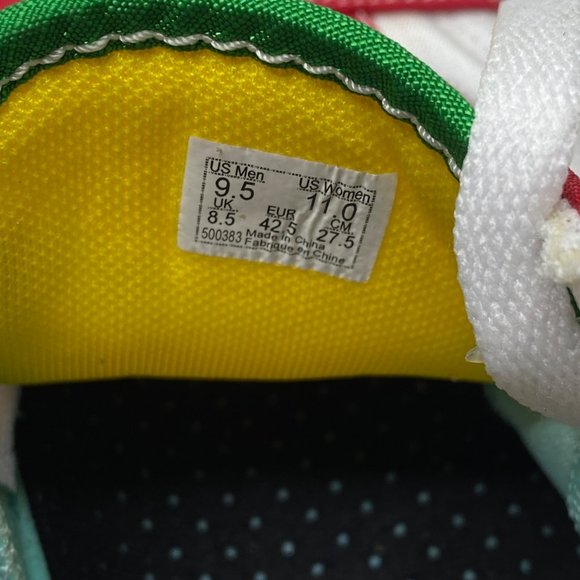 US Men US Women
9.5 11.0
UK EUR CM
8.5 42.5 27.5
500383 Made in China
Fabrique en Chine